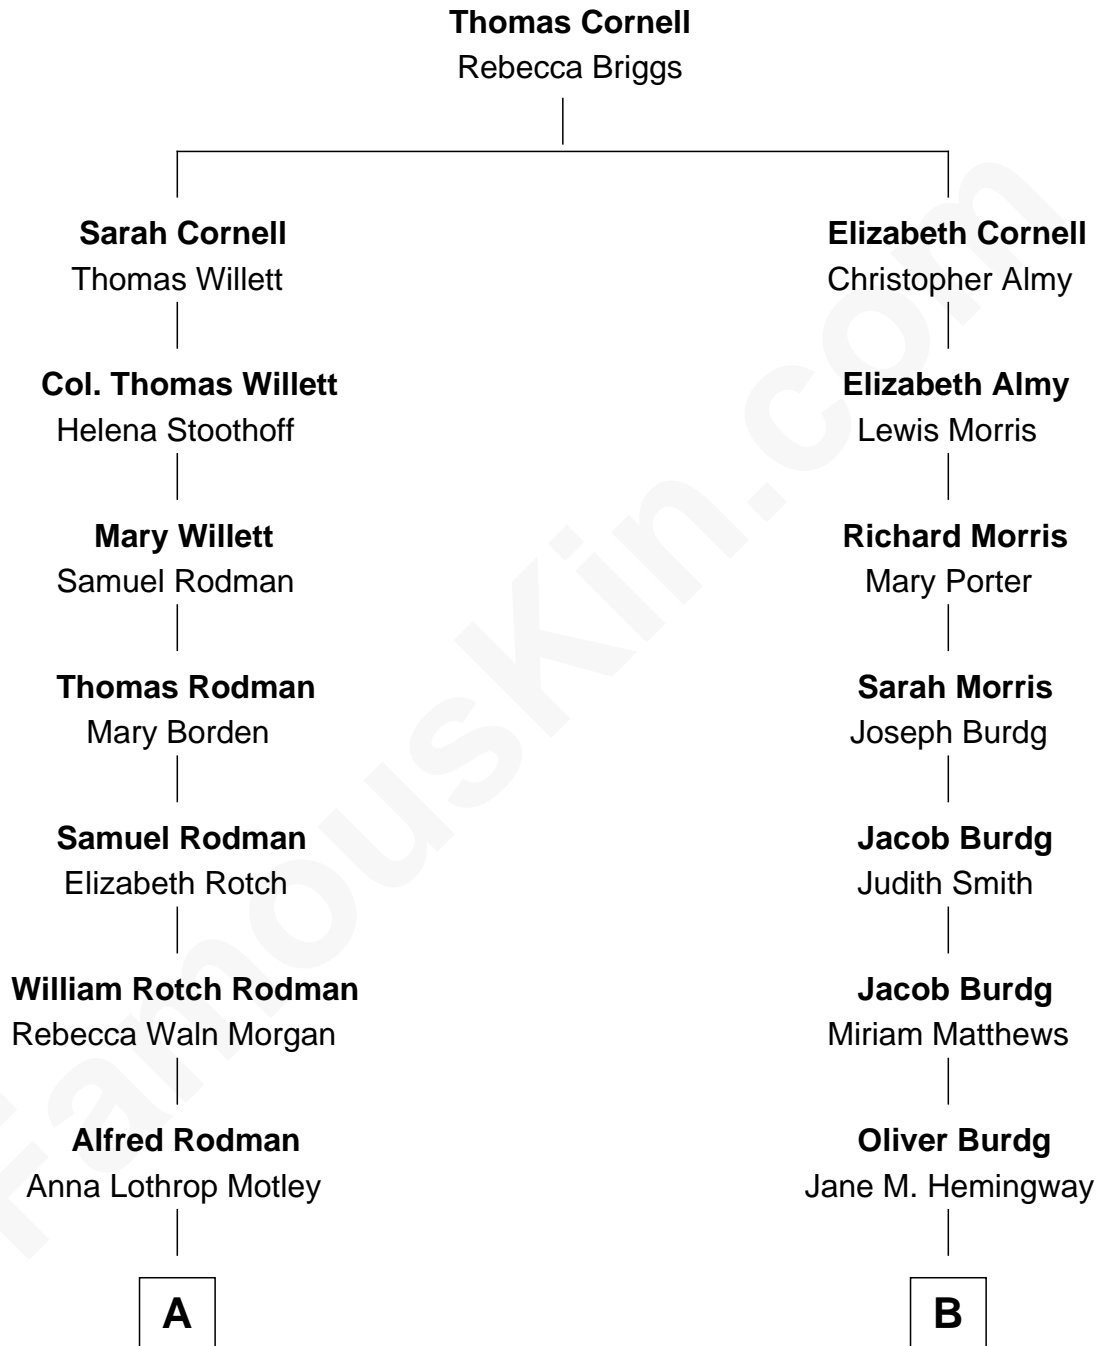 Thomas Cornell
Rebecca Briggs
Sarah Cornell
Thomas Willett
Col. Thomas Willett
Helena Stoothoff
Mary Willett
Samuel Rodman
Thomas Rodman
Mary Borden
Samuel Rodman
Elizabeth Rotch
William Rotch Rodman
Rebecca Waln Morgan
Alfred Rodman
Anna Lothrop Motley
A
Elizabeth Cornell
Christopher Almy
Elizabeth Almy
Lewis Morris
Richard Morris
Mary Porter
Sarah Morris
Joseph Burdg
Jacob Burdg
Judith Smith
Jacob Burdg
Miriam Matthews
Oliver Burdg
Jane M. Hemingway
B
FamousKin.com